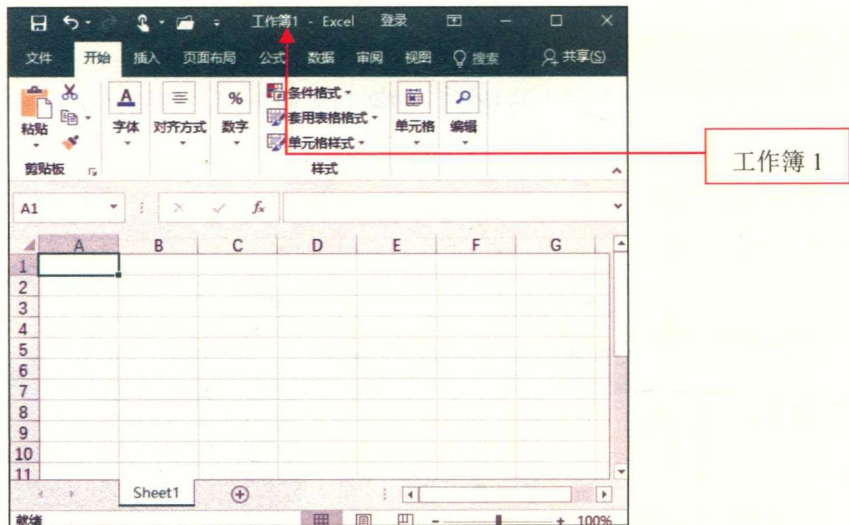 工作簿1 - Excel 登录
文件 开始 插入 页面布局 公式 数据 审阅 视图 搜索 共享(S)
粘贴 字体 对齐方式 数字 条件格式 套用表格格式 单元格样式 单元格 编辑
剪贴板 样式
工作簿 1
A1 fx
A B C D E F G
1
2
3
4
5
6
7
8
9
10
11
Sheet1
就绪 100%